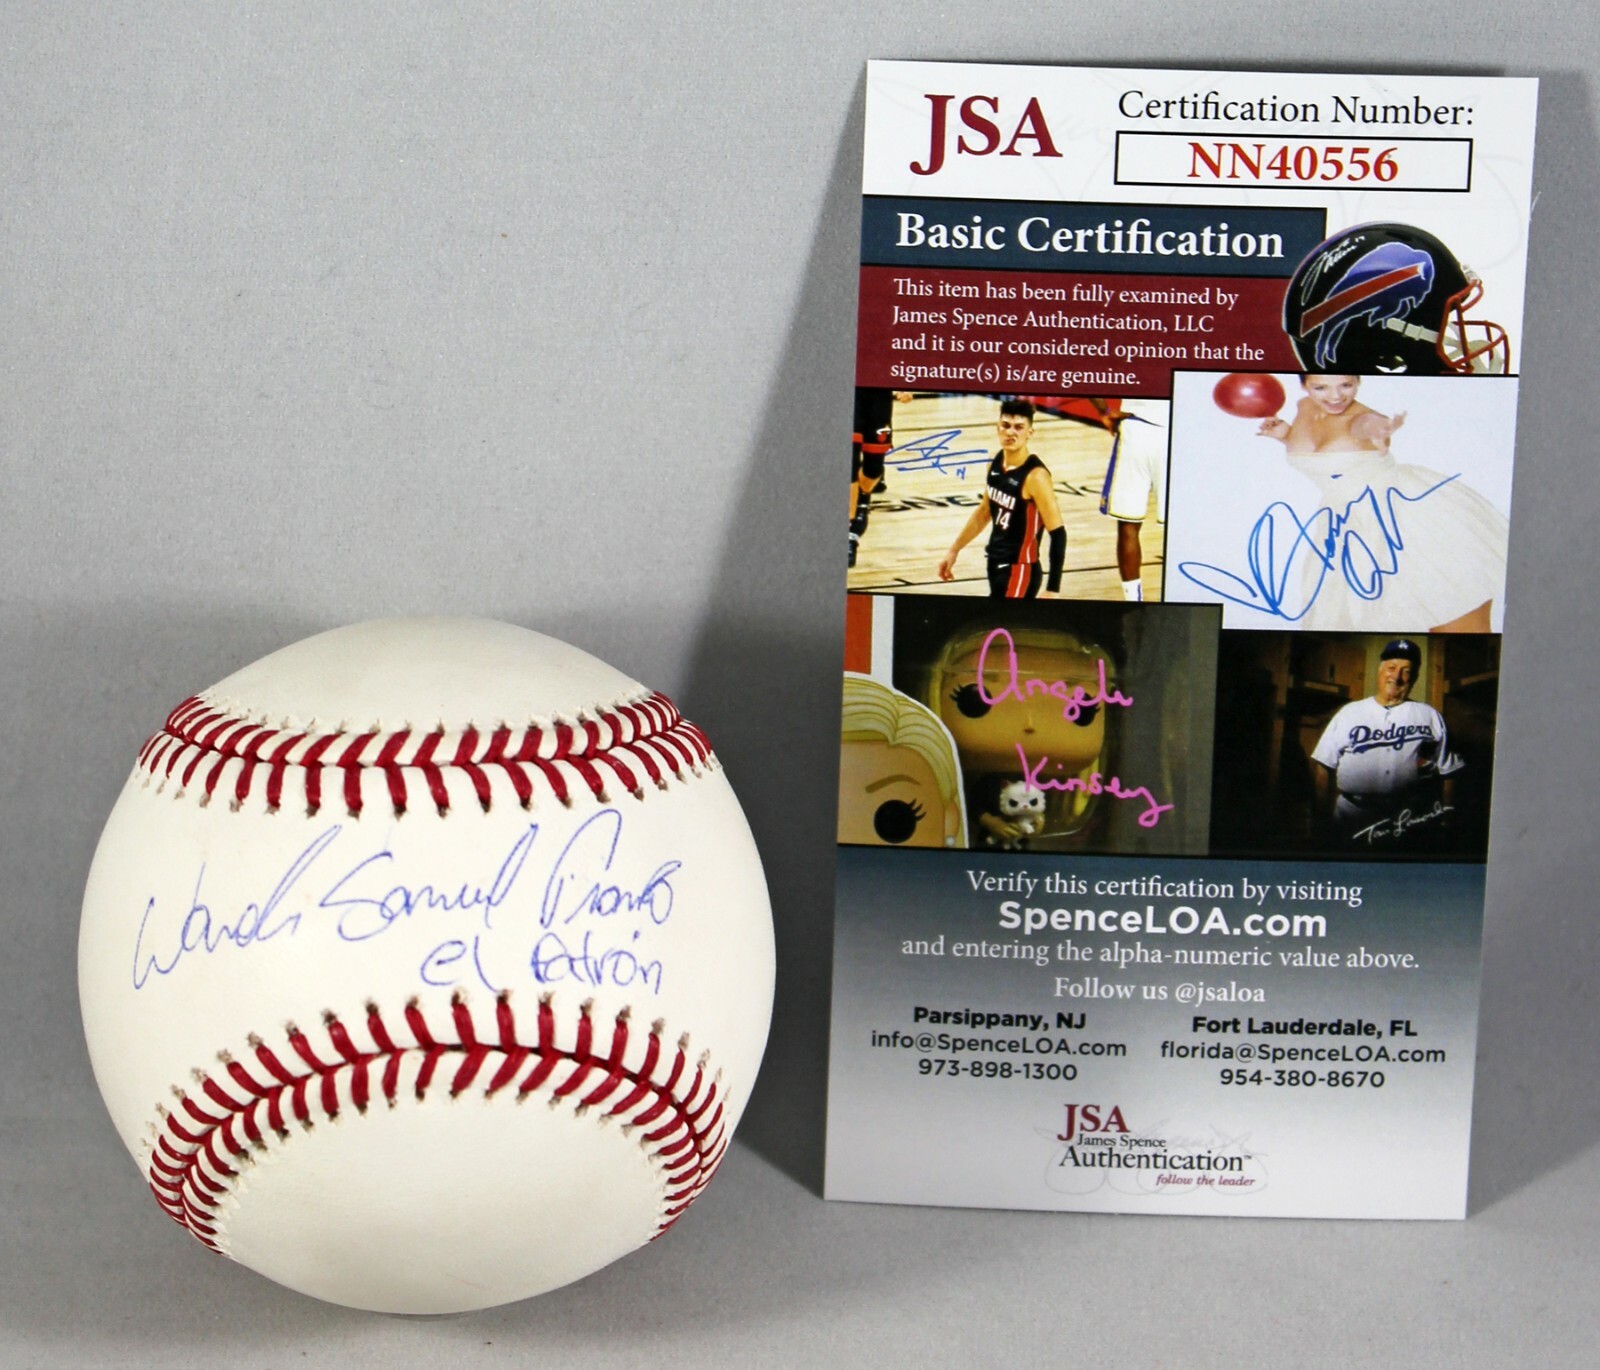 Wander Samuel Franco
el Patrón
JSA
Certification Number:
NN40556
Basic Certification
This item has been fully examined by
James Spence Authentication, LLC
and it is our considered opinion that the
signature(s) is/are genuine.
MIAMI
14
Angela
Kinsey
Dodgers
Verify this certification by visiting
SpenceLOA.com
and entering the alpha-numeric value above.
Follow us @jsaloa
Parsippany, NJ
info@SpenceLOA.com
973-898-1300
Fort Lauderdale, FL
florida@SpenceLOA.com
954-380-8670
JSA
James Spence
Authentication™
follow the leader